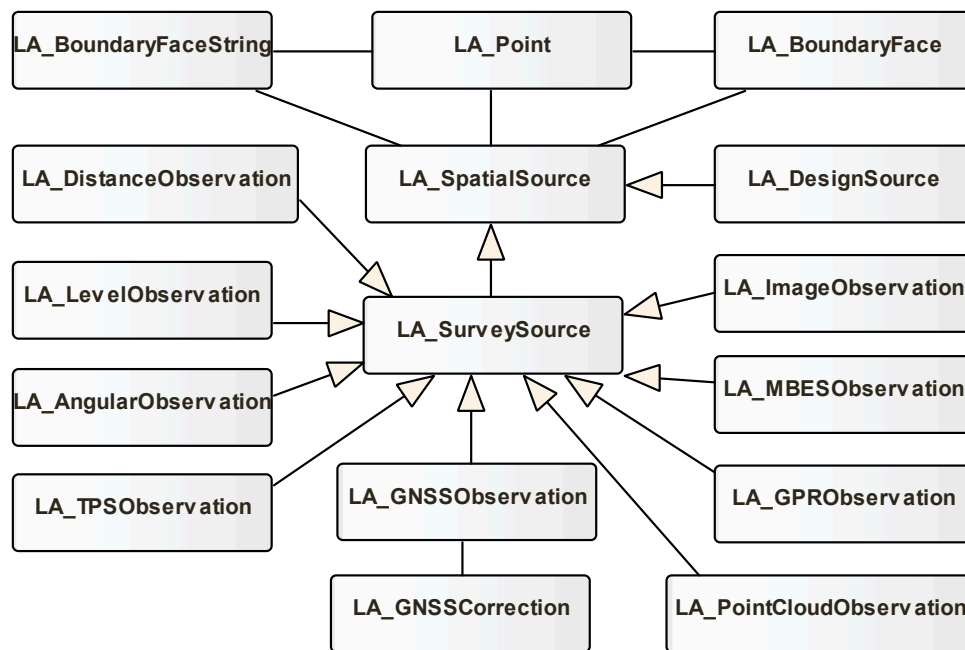 LA_BoundaryFaceString
LA_Point
LA_BoundaryFace
LA_DistanceObservation
LA_SpatialSource
LA_DesignSource
LA_LevelObservation
LA_SurveySource
LA_ImageObservation
LA_AngularObservation
LA_MBESObservation
LA_TPSObservation
LA_GNSSObservation
LA_GPRObservation
LA_GNSSCorrection
LA_PointCloudObservation